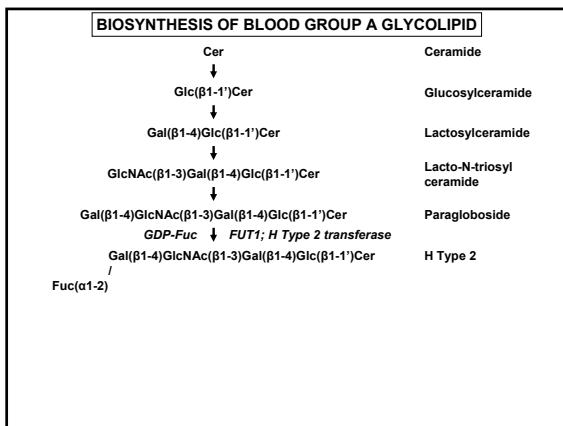 BIOSYNTHESIS OF BLOOD GROUP A GLYCOLIPID
Cer Ceramide
Glc(β1-1’)Cer Glucosylceramide
Gal(β1-4)Glc(β1-1’)Cer Lactosylceramide
GlcNAc(β1-3)Gal(β1-4)Glc(β1-1’)Cer Lacto-N-triosyl
ceramide
Gal(β1-4)GlcNAc(β1-3)Gal(β1-4)Glc(β1-1’)Cer Paragloboside
GDP-Fuc FUT1; H Type 2 transferase
Gal(β1-4)GlcNAc(β1-3)Gal(β1-4)Glc(β1-1’)Cer H Type 2
/
Fuc(α1-2)